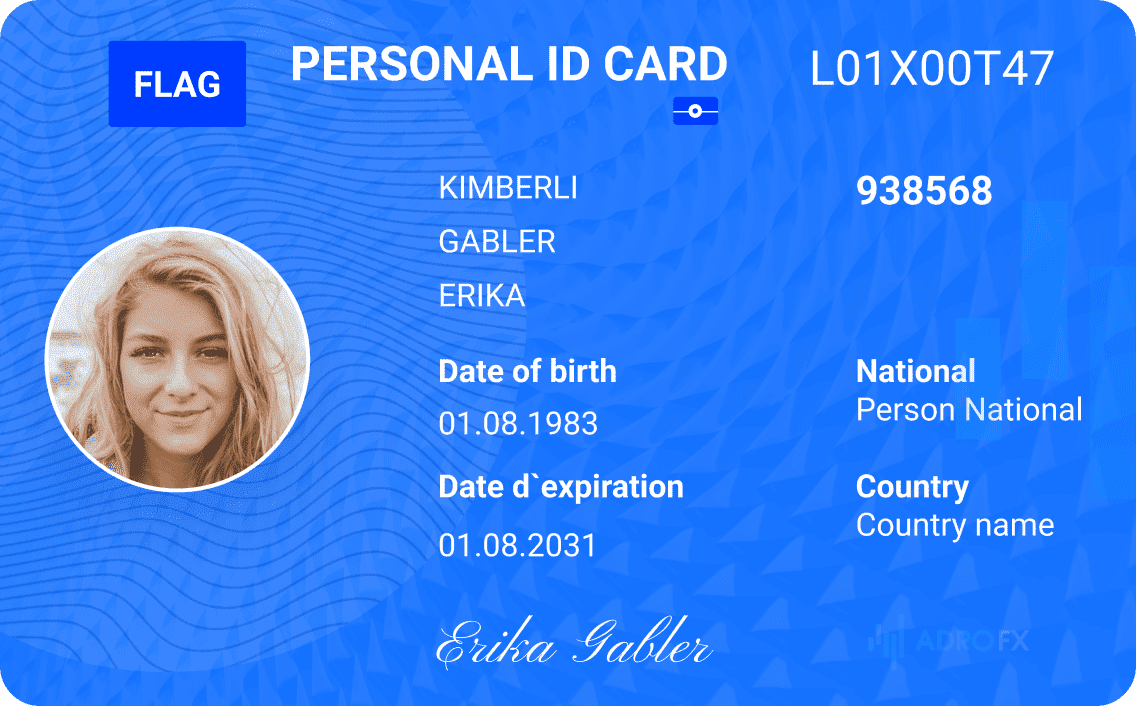 FLAG
PERSONAL ID CARD
L01X00T47
KIMBERLI
938568
GABLER
ERIKA
Date of birth
01.08.1983
National
Person National
Date d`expiration
01.08.2031
Country
Country name
Erika Gabler
ADROFX